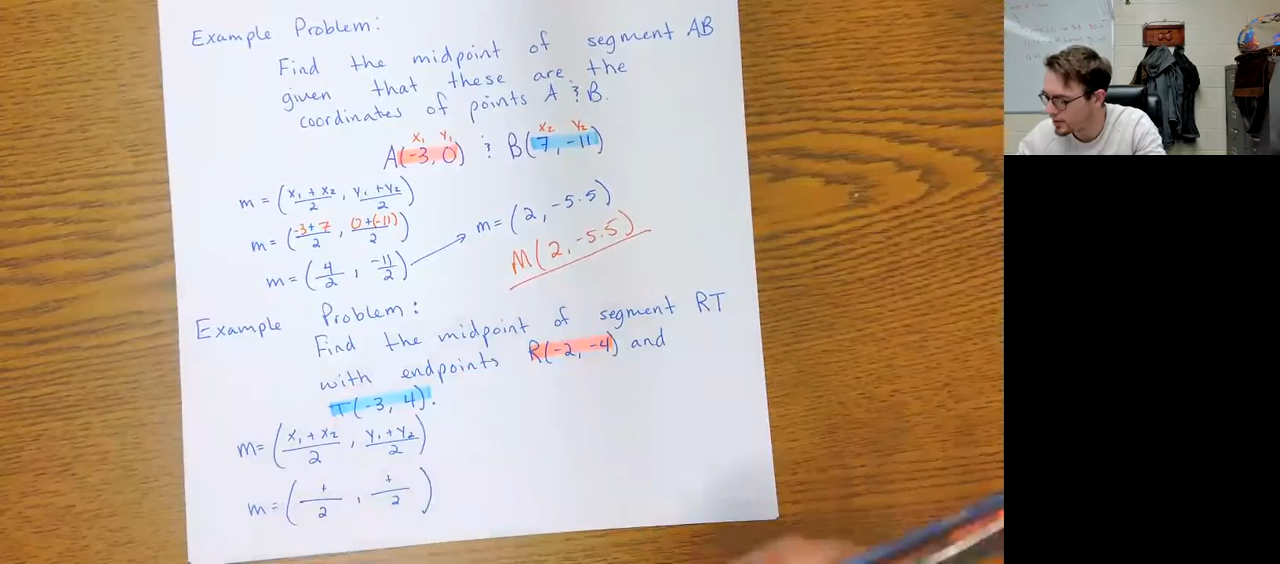 Example Problem:
Find the midpoint of segment AB
given that these are the
coordinates of points A & B.
x₁ y₁ x₂ y₂
A(-3, 0) & B(7, -11)
m = (x₁ + x₂ / 2 , y₁ + y₂ / 2)
m = (-3+7 / 2 , 0+(-11) / 2)
m = (4/2 , -11/2)
m = (2, -5.5)
M(2, -5.5)
Example Problem:
Find the midpoint of segment RT
with endpoints R(-2, -4) and
T(-3, 4).
m = (x₁ + x₂ / 2 , y₁ + y₂ / 2)
m = ( + / 2 , + / 2)